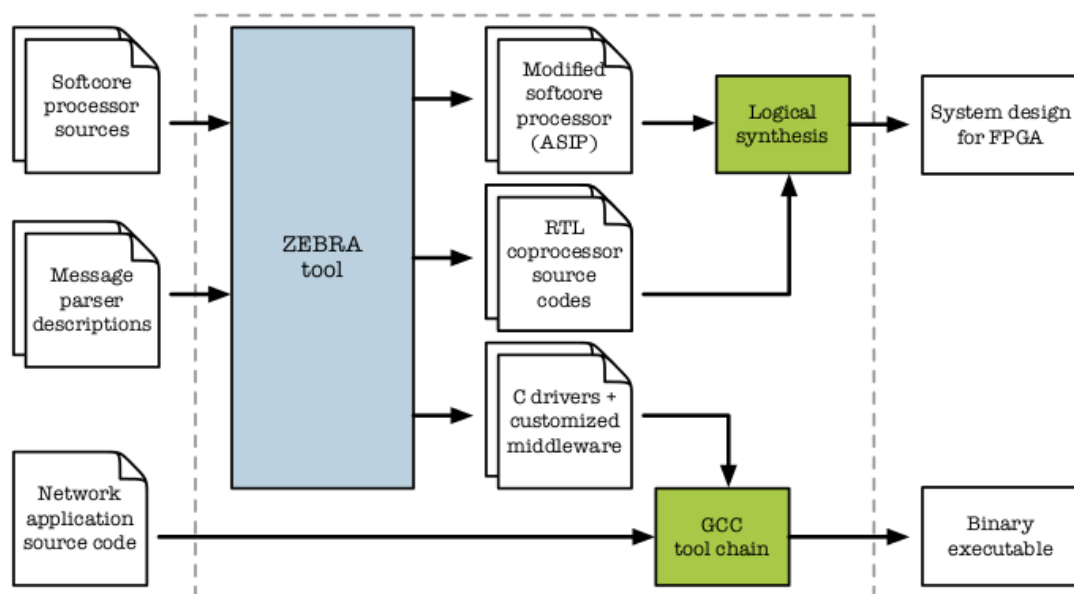 Softcore
processor
sources
Message
parser
descriptions
Network
application
source code
ZEBRA
tool
Modified
softcore
processor
(ASIP)
RTL
coprocessor
source
codes
C drivers +
customized
middleware
Logical
synthesis
GCC
tool chain
System design
for FPGA
Binary
executable